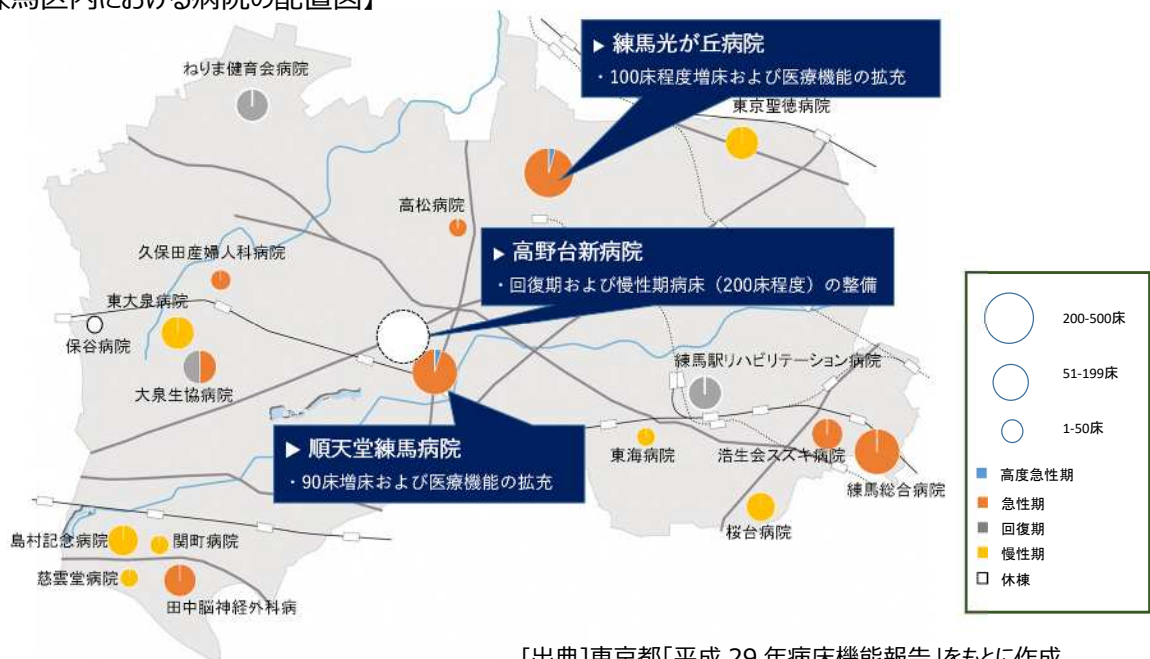 練馬区内における病院の配置図】
▶ 練馬光が丘病院
・100床程度増床および医療機能の拡充
ねりま健育会病院
東京聖徳病院
高松病院
▶ 高野台新病院
・回復期および慢性期病床（200床程度）の整備
久保田産婦人科病院
東大泉病院
保谷病院
大泉生協病院
練馬駅リハビリテーション病院
▶ 順天堂練馬病院
・90床増床および医療機能の拡充
東海病院
浩生会スズキ病院
練馬総合病院
桜台病院
島村記念病院
関町病院
慈雲堂病院
田中脳神経外科病
200-500床
51-199床
1-50床
高度急性期
急性期
回復期
慢性期
休棟
[出典]東京都「平成 29 年病床機能報告」をもとに作成